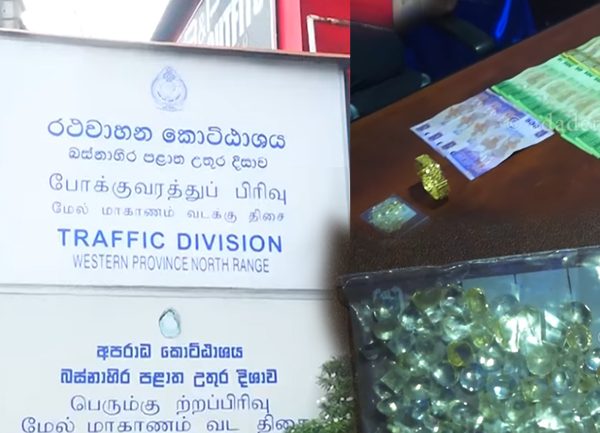 රථවාහන කොට්ඨාශය
බස්නාහිර පළාත උතුර දිසාව
போக்குவரத்துப் பிரிவு
மேல் மாகாணம் வடக்கு திசை
TRAFFIC DIVISION
WESTERN PROVINCE NORTH RANGE
අපරාධ කොට්ඨාශය
බස්නාහිර පළාත උතුර දිශාව
பெருமகு ற்றப்பிரிவு
மேல் மாகாணம் வட திசை